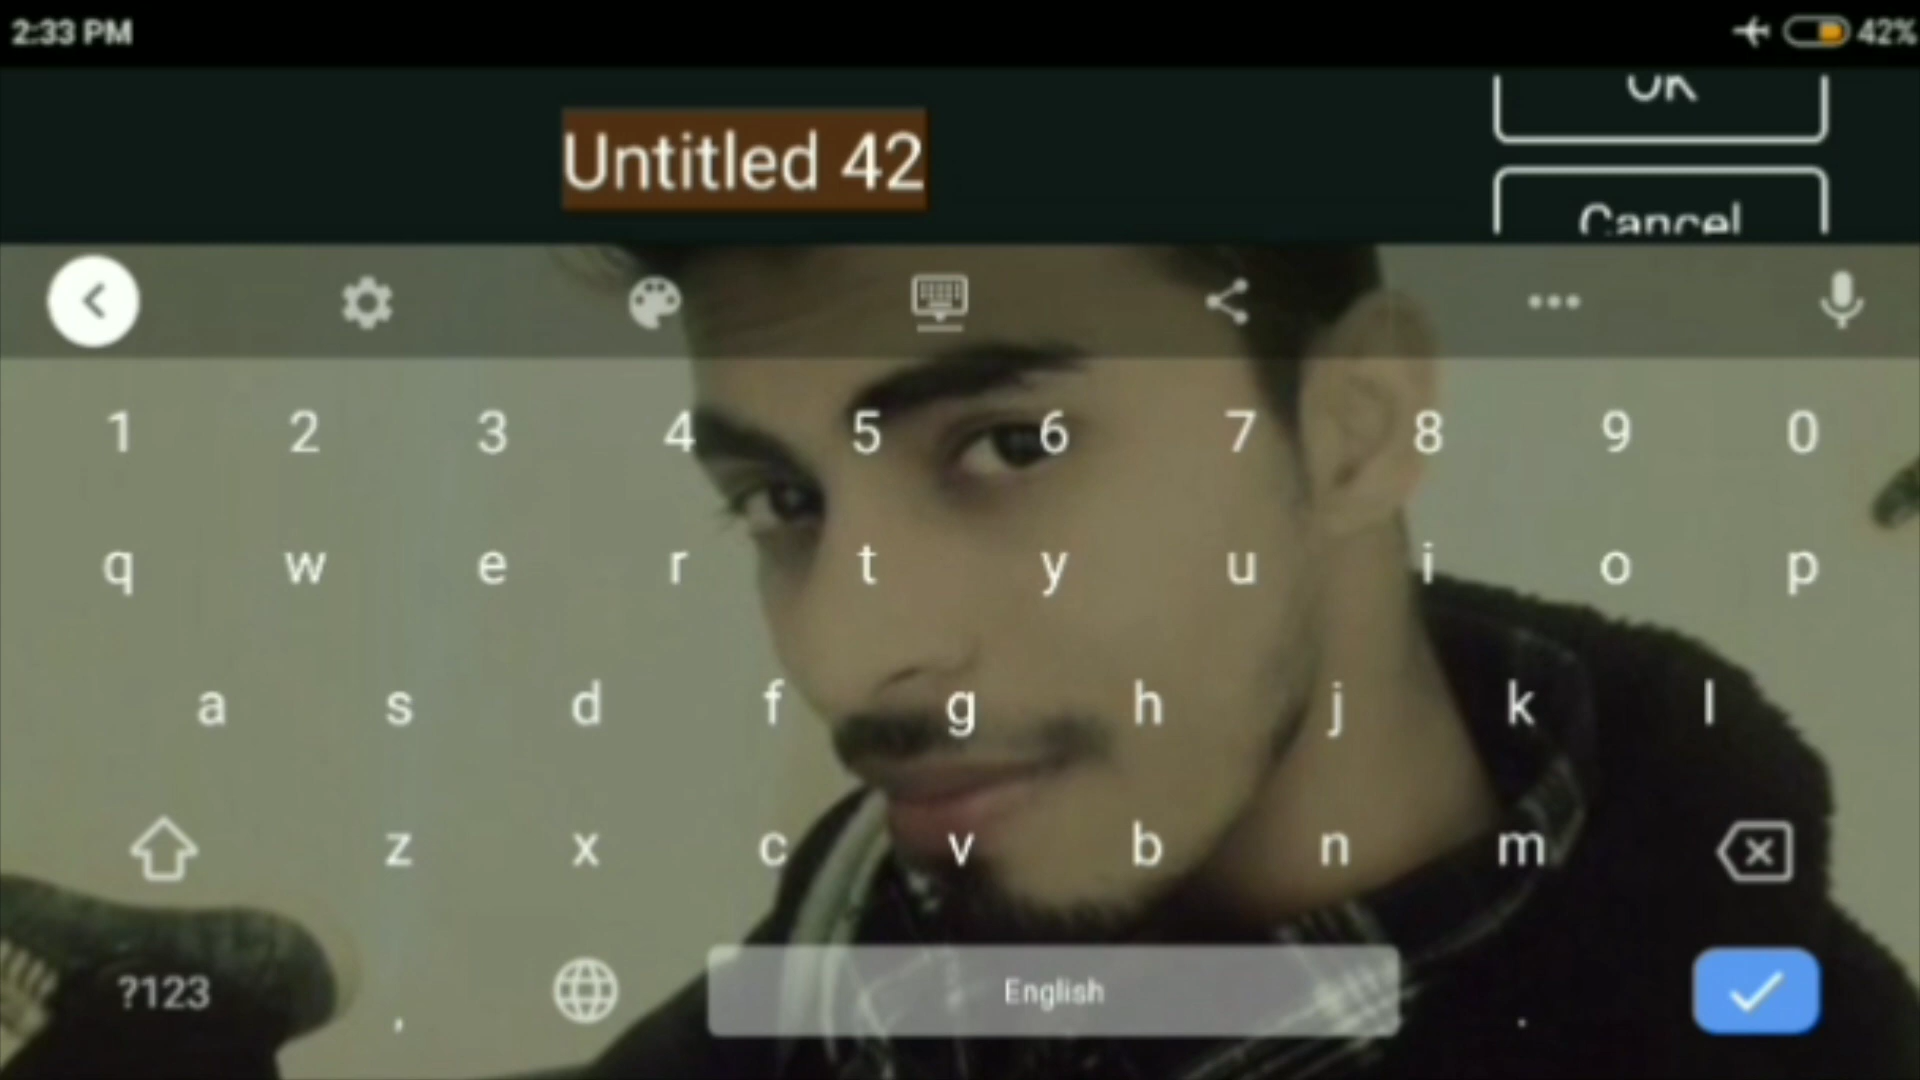 2:33 PM
42%
OK
Untitled 42
Cancel
1 2 3 4 5 6 7 8 9 0
q w e r t y u i o p
a s d f g h j k l
z x c v b n m
?123 , English .